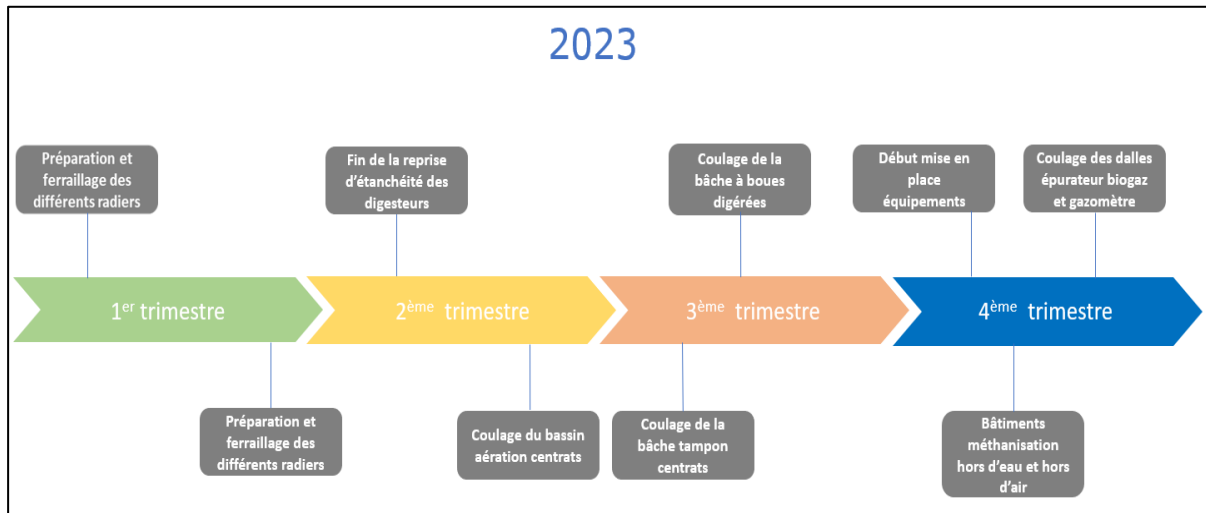 2023
Préparation et
ferraillage des
différents radiers
Fin de la reprise
d'étanchéité des
digesteurs
Coulage de la
bâche à boues
digérées
Début mise en
place
équipements
Coulage des dalles
épurateur biogaz
et gazomètre
1er trimestre
2ème trimestre
3ème trimestre
4ème trimestre
Préparation et
ferraillage des
différents radiers
Coulage du bassin
aération centrats
Coulage de la
bâche tampon
centrats
Bâtiments
méthanisation
hors d'eau et hors
d'air